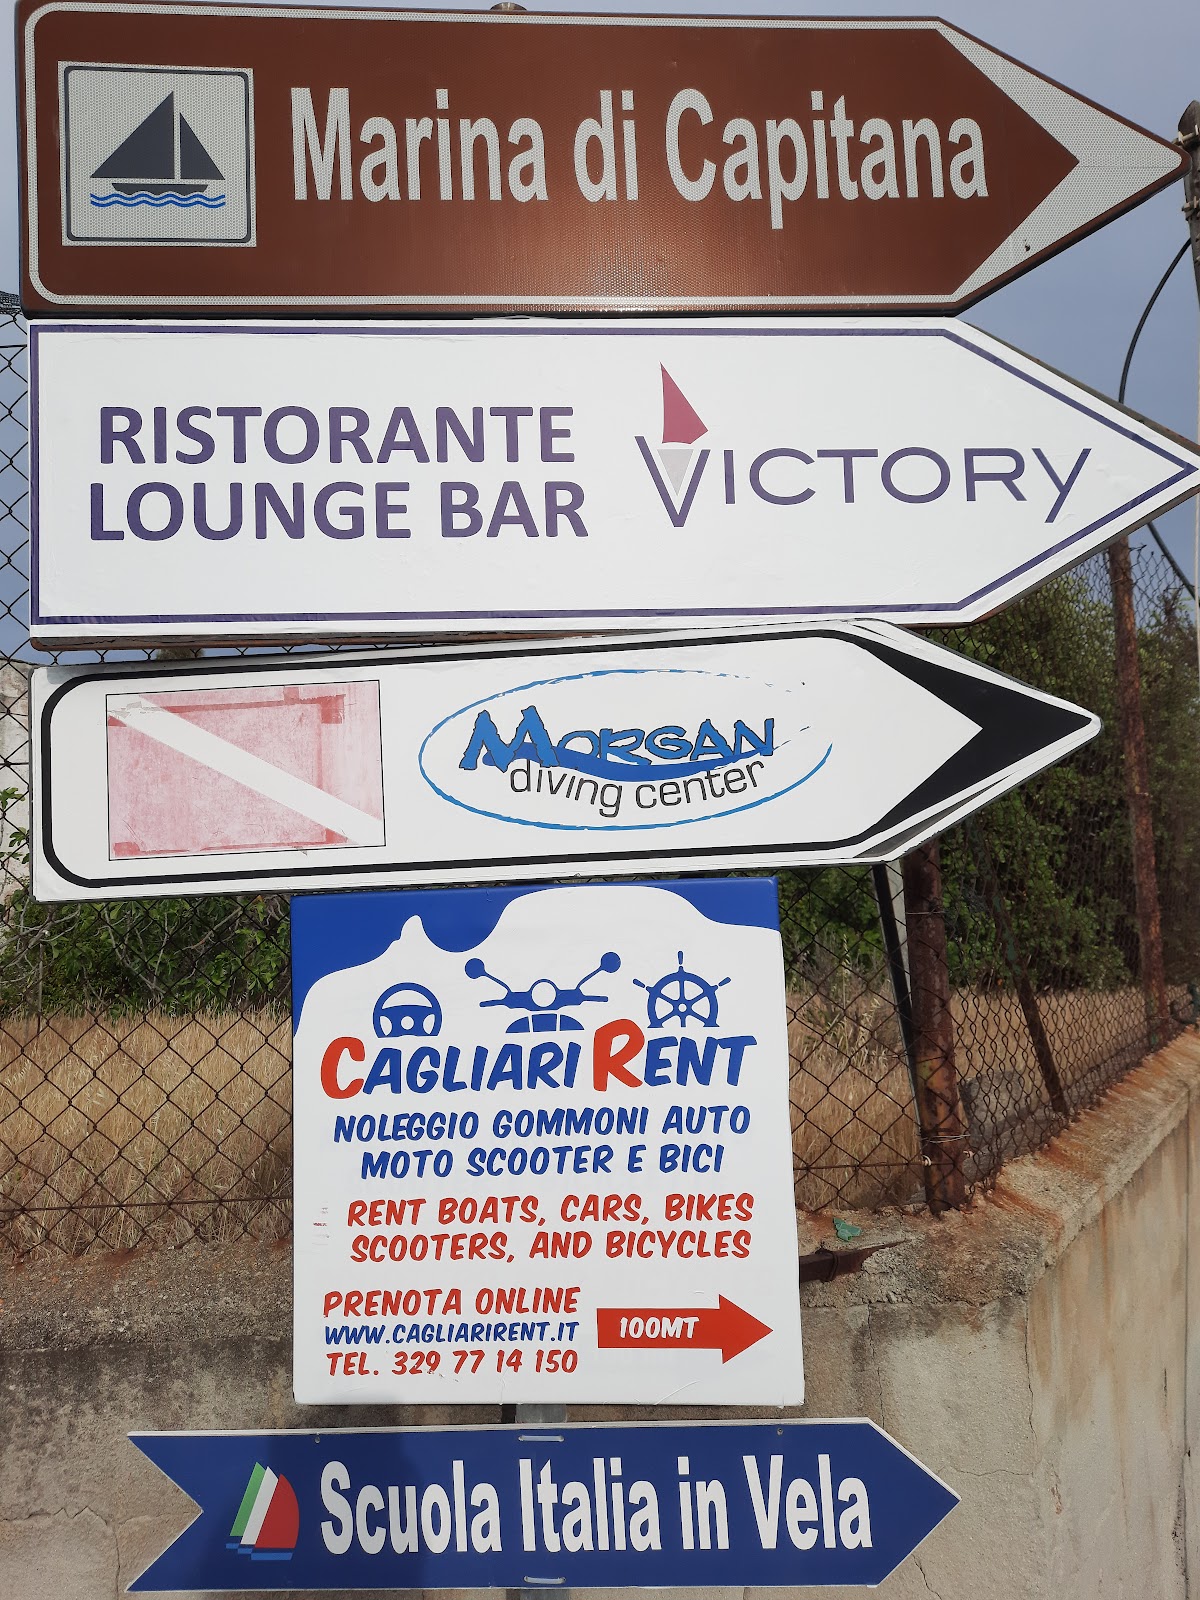 Marina di Capitana
RISTORANTE
LOUNGE BAR
VICTORY
MORGAN
diving center
CAGLIARI RENT
NOLEGGIO GOMMONI AUTO
MOTO SCOOTER E BICI
RENT BOATS, CARS, BIKES
SCOOTERS, AND BICYCLES
PRENOTA ONLINE
WWW.CAGLIARIRENT.IT
TEL. 329 77 14 150
100MT
Scuola Italia in Vela